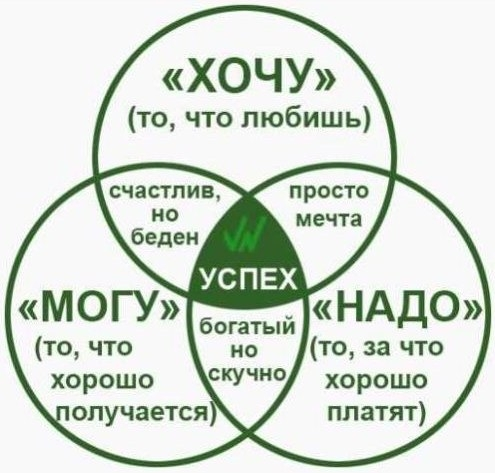 «ХОЧУ»
(то, что любишь)
счастлив,
но
беден
просто
мечта
УСПЕХ
«МОГУ»
(то, что
хорошо
получается)
богатый
но
скучно
«НАДО»
(то, за что
хорошо
платят)